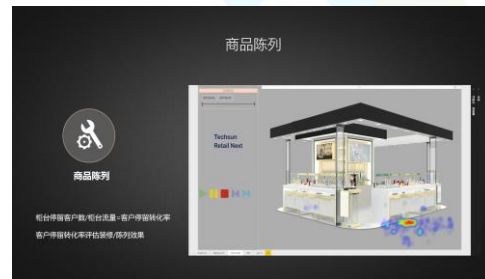 商品陈列
Techsun
Retail Next
商品陈列
柜台停留客户数/柜台流量=客户停留转化率
客户停留转化率评估装修/陈列效果